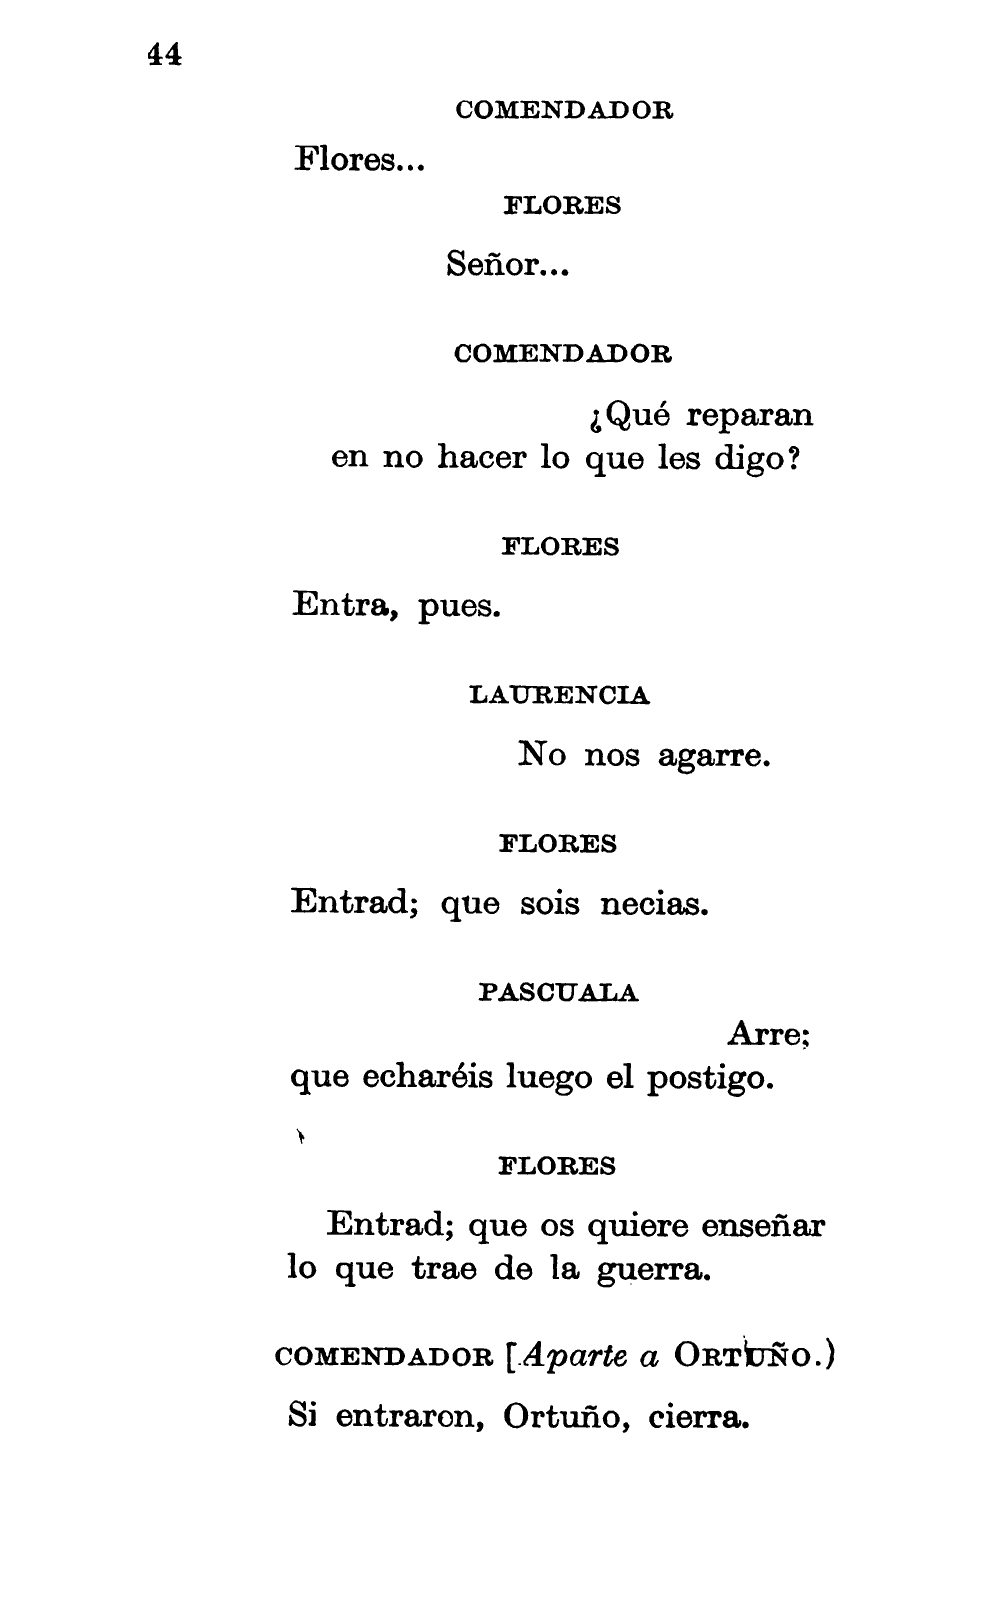 44
COMENDADOR
Flores...
FLORES
Señor...
COMENDADOR
¿Qué reparan
en no hacer lo que les digo?
FLORES
Entra, pues.
LAURENCIA
No nos agarre.
FLORES
Entrad; que sois necias.
PASCUALA
Arre;
que echaréis luego el postigo.
FLORES
Entrad; que os quiere enseñar
lo que trae de la guerra.
COMENDADOR [Aparte a ORTUÑO.)
Si entraron, Ortuño, cierra.